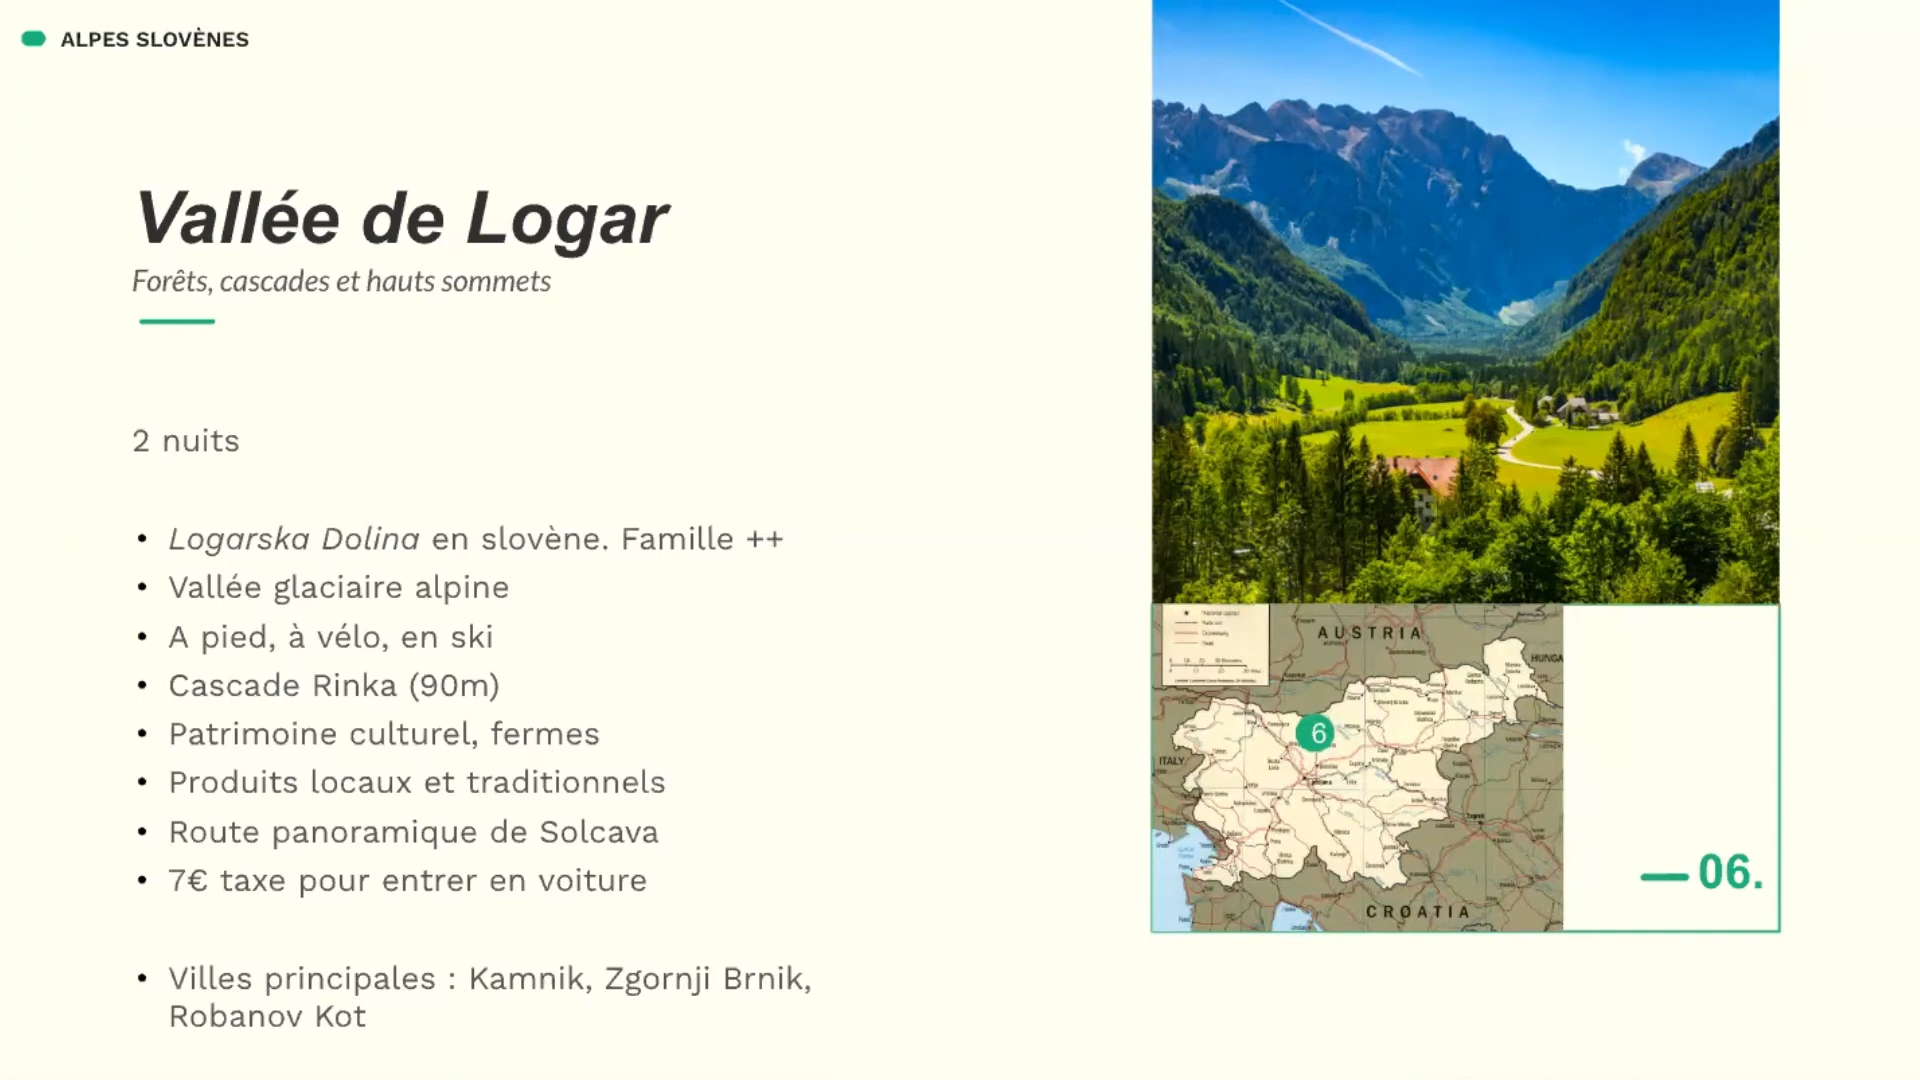 ALPES SLOVÈNES
Vallée de Logar
Forêts, cascades et hauts sommets
2 nuits
• Logarska Dolina en slovène. Famille ++
• Vallée glaciaire alpine
• A pied, à vélo, en ski
• Cascade Rinka (90m)
• Patrimoine culturel, fermes
• Produits locaux et traditionnels
• Route panoramique de Solcava
• 7€ taxe pour entrer en voiture
• Villes principales : Kamnik, Zgornji Brnik,
Robanov Kot
AUSTRIA
HUNGA
6
ITALY
CROATIA
06.